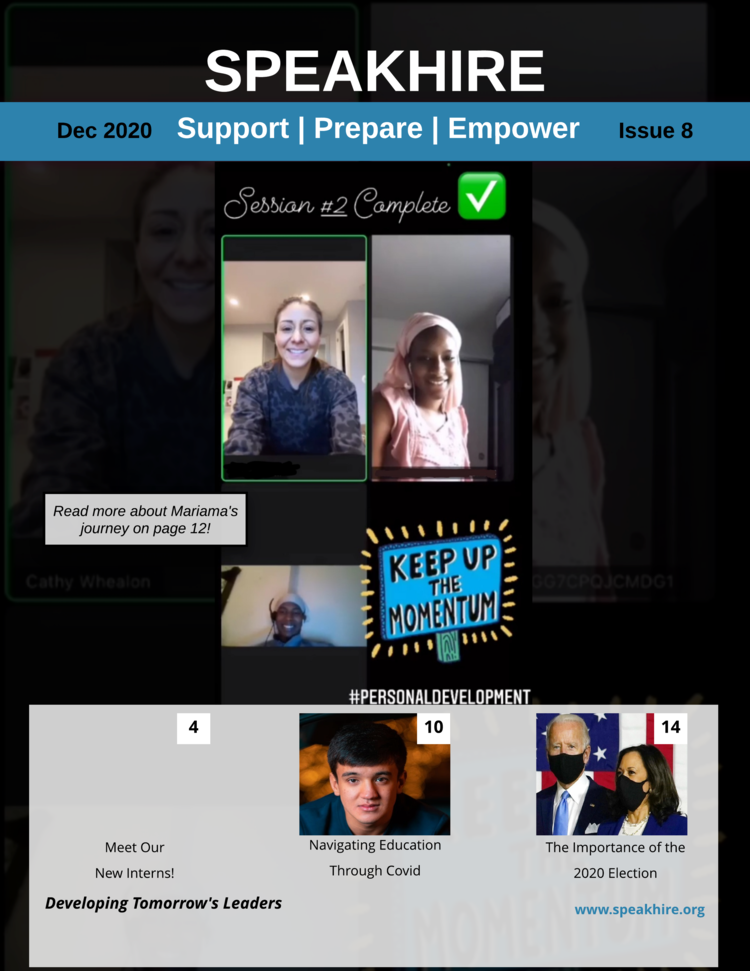 SPEAKHIRE
Dec 2020 Support | Prepare | Empower Issue 8
Session #2 Complete
Read more about Mariama's
journey on page 12!
Cathy Whealon
GG7CPOJCMDG1
KEEP UP
THE
MOMENTUM
#PERSONALDEVELOPMENT
4
Meet Our
New Interns!
10
Navigating Education
Through Covid
14
The Importance of the
2020 Election
Developing Tomorrow's Leaders
www.speakhire.org